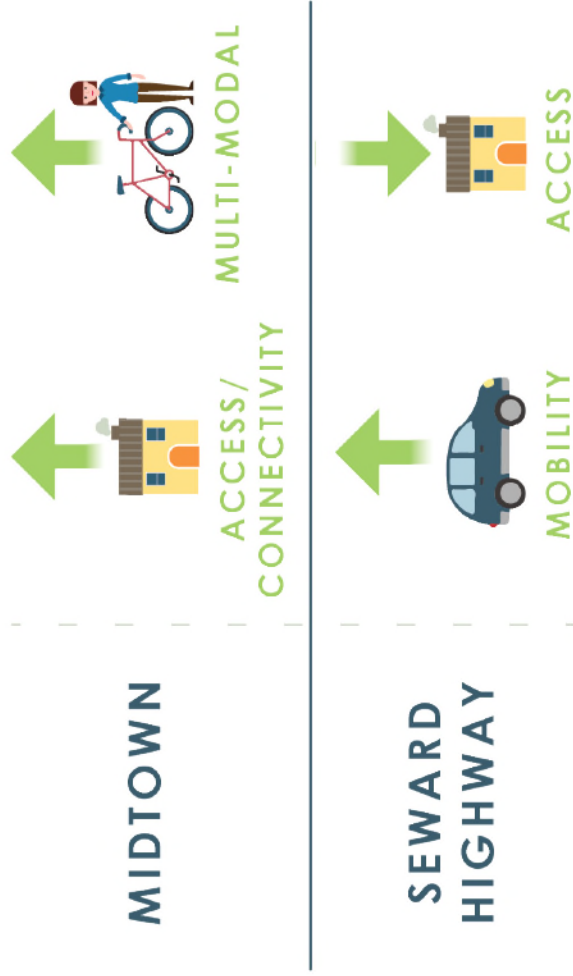 MIDTOWN
ACCESS/
CONNECTIVITY
MULTI-MODAL
SEWARD
HIGHWAY
MOBILITY
ACCESS